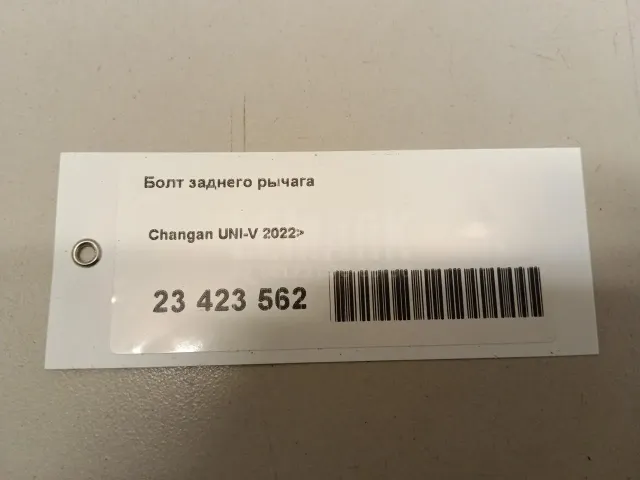 Болт заднего рычага
Changan UNI-V 2022>
23 423 562